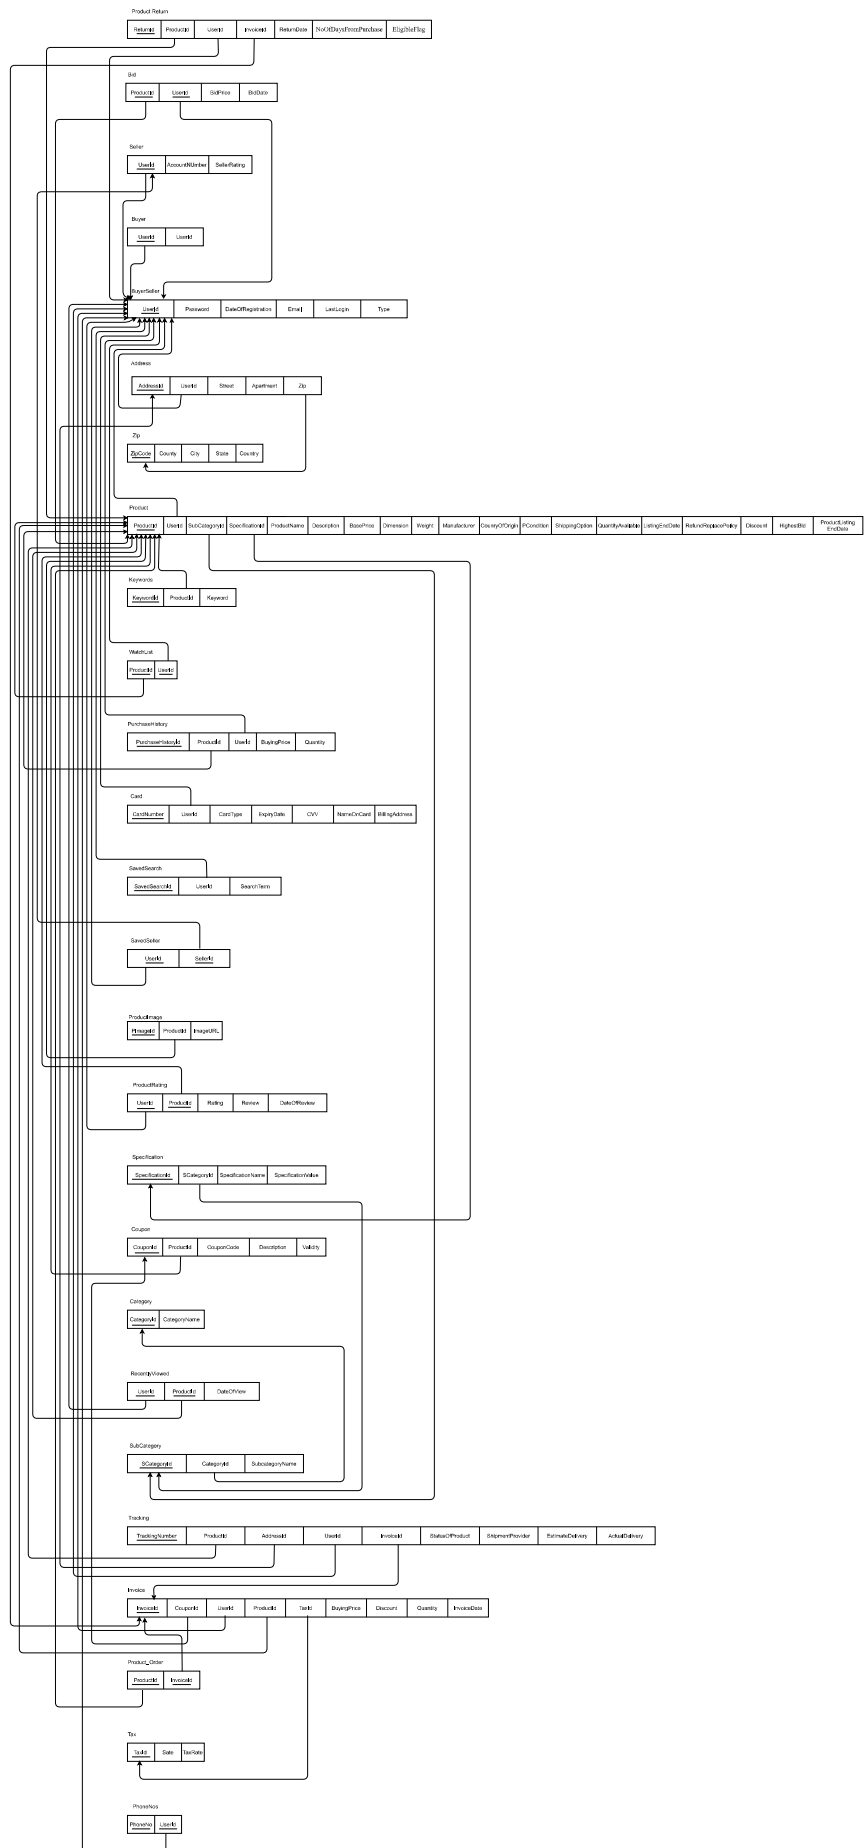 Product Return
ReturnId ProductId UserId InvoiceId ReturnDate NoOfDaysFromPurchase EligibleFlag
Bid
ProductId UserId BidPrice BidDate
Seller
UserId AccountNUmber SellerRating
Buyer
UserId UserId
BuyerSeller
UserId Password DateOfRegistration Email LastLogin Type
Address
AddressId UserId Street Apartment Zip
Zip
ZipCode County City State Country
Product
ProductId UserId SubCategoryId SpecificationId ProductName Description BasePrice Dimension Weight Manufacturer CountryOfOrigin PCondition ShippingOption QuantityAvailable ListingEndDate RefundReplacePolicy Discount HighestBid ProductListing
EndDate
Keywords
KeywordId ProductId Keyword
WatchList
ProductId UserId
PurchaseHistory
PurchaseHistoryId ProductId UserId BuyingPrice Quantity
Card
CardNumber UserId CardType ExpiryDate CVV NameOnCard BillingAddress
SavedSearch
SavedSearchId UserId SearchTerm
SavedSeller
UserId SellerId
ProductImage
PImageId ProductId ImageURL
ProductRating
UserId ProductId Rating Review DateOfReview
Specification
SpecificationId SCategoryId SpecificationName SpecificationValue
Coupon
CouponId ProductId CouponCode Description Validity
Category
CategoryId CategoryName
RecentlyViewed
UserId ProductId DateOfView
SubCategory
SCategoryId CategoryId SubcategoryName
Tracking
TrackingNumber ProductId AddressId UserId InvoiceId StatusOfProduct ShipmentProvider EstimateDelivery ActualDelivery
Invoice
InvoiceId CouponId UserId ProductId TaxId BuyingPrice Discount Quantity InvoiceDate
Product_Order
ProductId InvoiceId
Tax
TaxId Sate TaxRate
PhoneNos
PhoneNo UserId